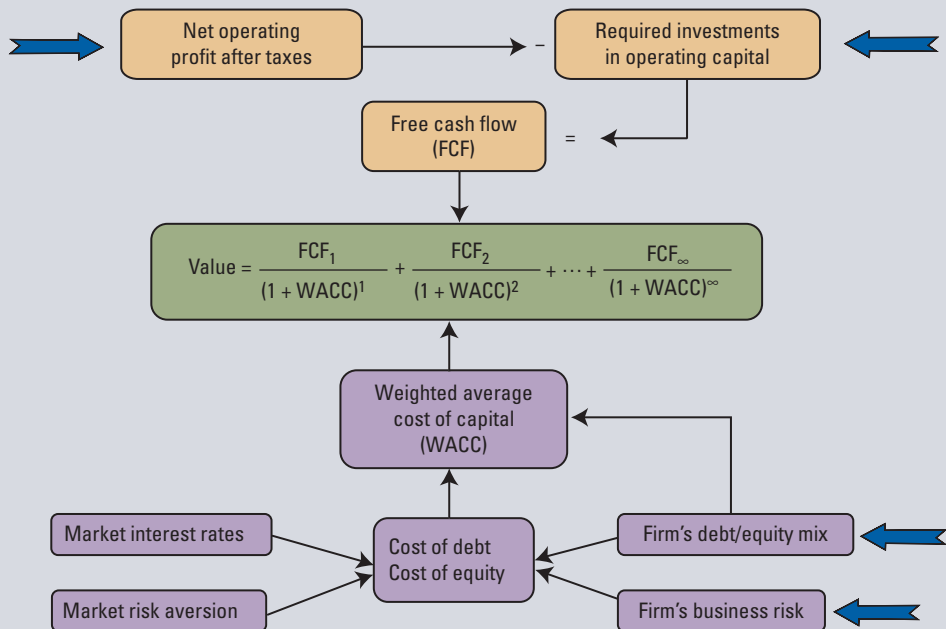 Net operating
profit after taxes
–
Required investments
in operating capital
Free cash flow
(FCF)
=
Value = FCF₁ / (1 + WACC)¹ + FCF₂ / (1 + WACC)² + ⋯ + FCF∞ / (1 + WACC)^∞
Weighted average
cost of capital
(WACC)
Market interest rates
Cost of debt
Cost of equity
Firm's debt/equity mix
Market risk aversion
Firm's business risk